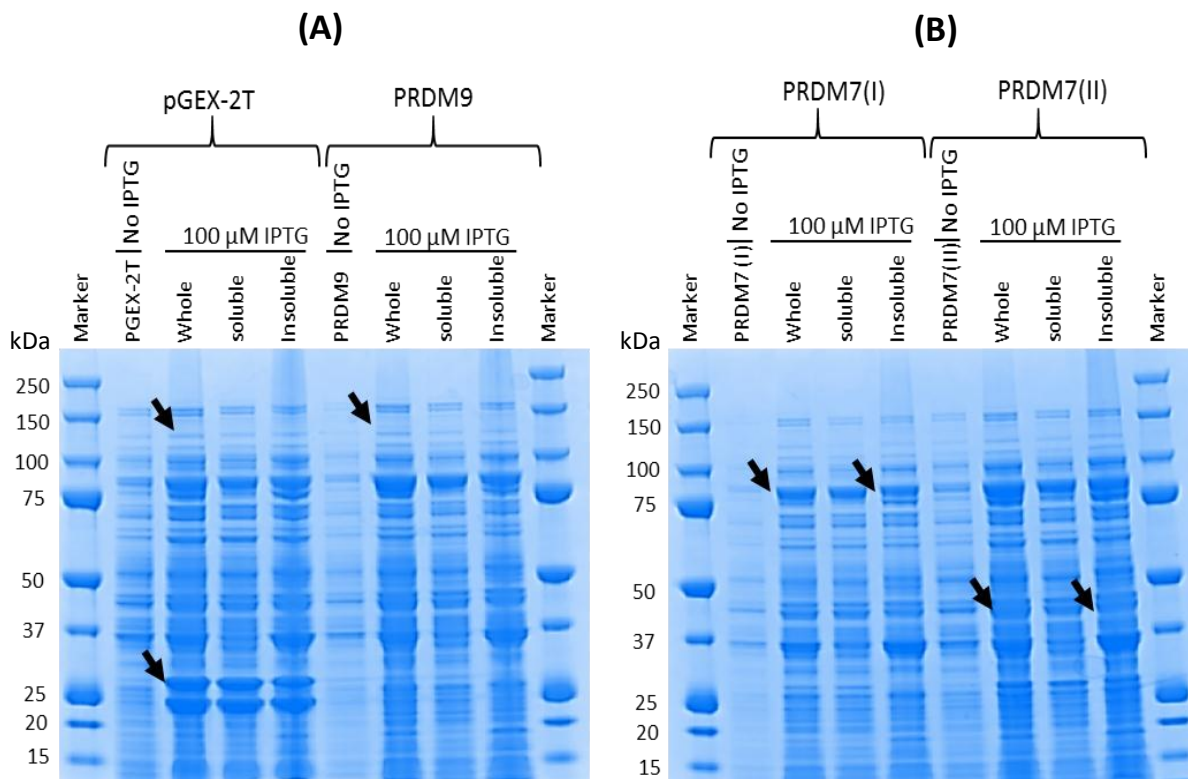 (A)
pGEX-2T
PRDM9
Marker
PGEX-2T
No IPTG
100 µM IPTG
Whole
soluble
Insoluble
PRDM9
No IPTG
100 µM IPTG
Whole
soluble
Insoluble
Marker
kDa
250
150
100
75
50
37
25
20
15
(B)
PRDM7(I)
PRDM7(II)
Marker
PRDM7 (I)
No IPTG
100 µM IPTG
Whole
soluble
Insoluble
PRDM7(II)
No IPTG
100 µM IPTG
Whole
soluble
Insoluble
Marker
kDa
250
150
100
75
50
37
25
20
15